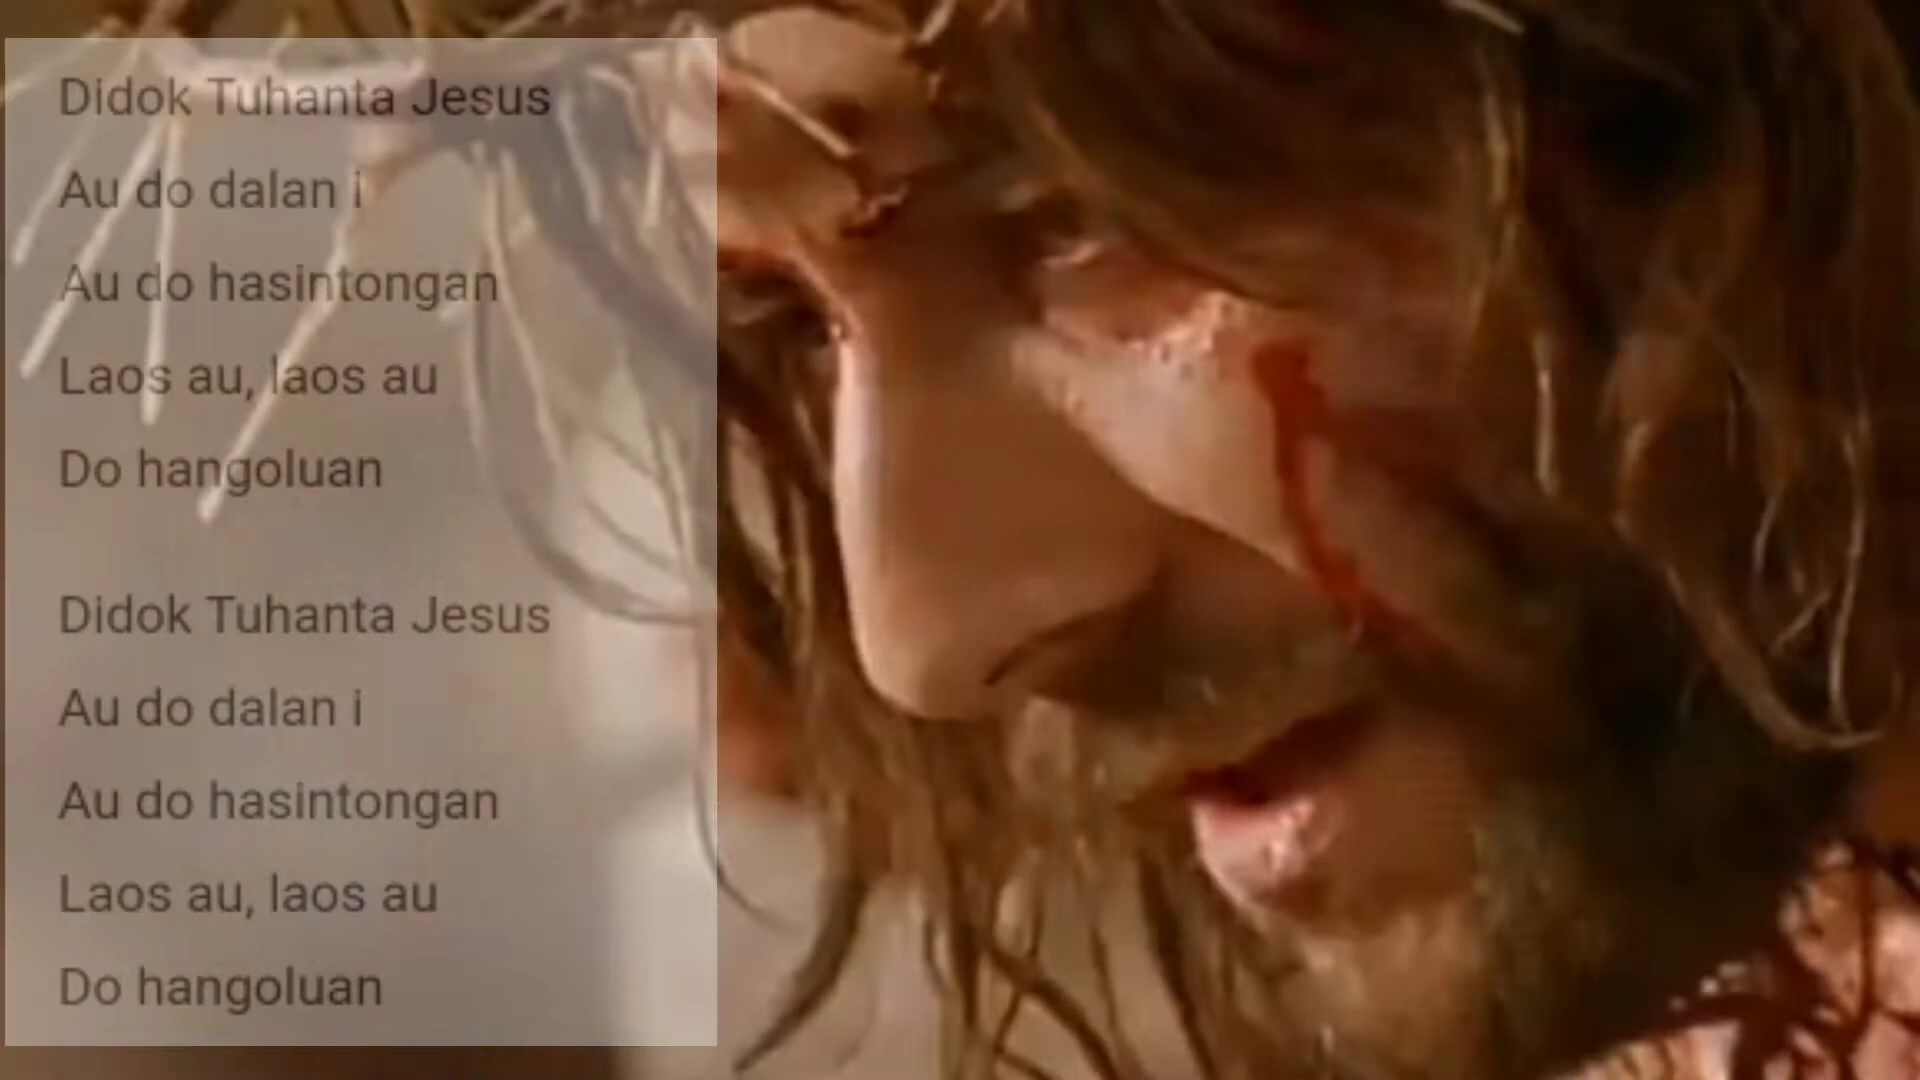 Didok Tuhanta Jesus
Au do dalan i
Au do hasintongan
Laos au, laos au
Do hangoluan
Didok Tuhanta Jesus
Au do dalan i
Au do hasintongan
Laos au, laos au
Do hangoluan